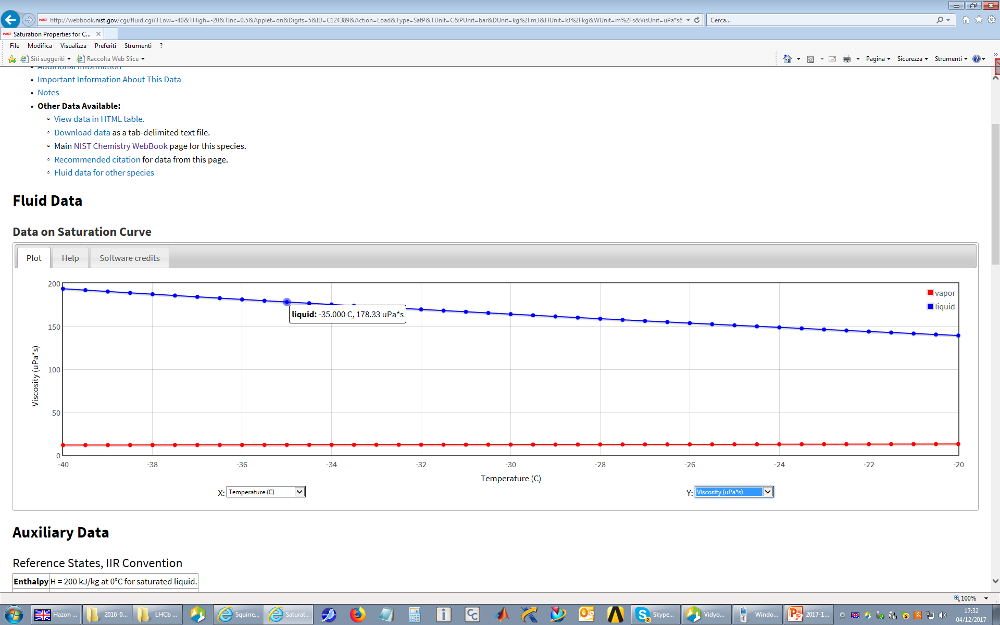 http://webbook.nist.gov/cgi/fluid.cgi?TLow=-40&THigh=-20&TInc=0.5&Applet=on&Digits=5&ID=C124389&Action=Load&Type=SatP&TUnit=C&PUnit=bar&DUnit=kg%2Fm3&HUnit=kJ%2Fkg&WUnit=m%2Fs&VisUnit=uPa*s&
Cerca...
Saturation Properties for C...
File Modifica Visualizza Preferiti Strumenti ?
Siti suggeriti Raccolta Web Slice
Pagina Sicurezza Strumenti
Additional Information
• Important Information About This Data
• Notes
• Other Data Available:
◦ View data in HTML table.
◦ Download data as a tab-delimited text file.
◦ Main NIST Chemistry WebBook page for this species.
◦ Recommended citation for data from this page.
◦ Fluid data for other species
Fluid Data
Data on Saturation Curve
Plot Help Software credits
200
150
100
50
0
Viscosity (uPa*s)
vapor
liquid
liquid: -35.000 C, 178.33 uPa*s
-40 -38 -36 -34 -32 -30 -28 -26 -24 -22 -20
Temperature (C)
X: Temperature (C)
Y: Viscosity (uPa*s)
Auxiliary Data
Reference States, IIR Convention
Enthalpy H = 200 kJ/kg at 0°C for saturated liquid.
100%
Hazon ... 2016-0... LHCb ... Squirre... Saturat... Skype... Vidyo... Windo... 2017-1...
17:32
04/12/2017